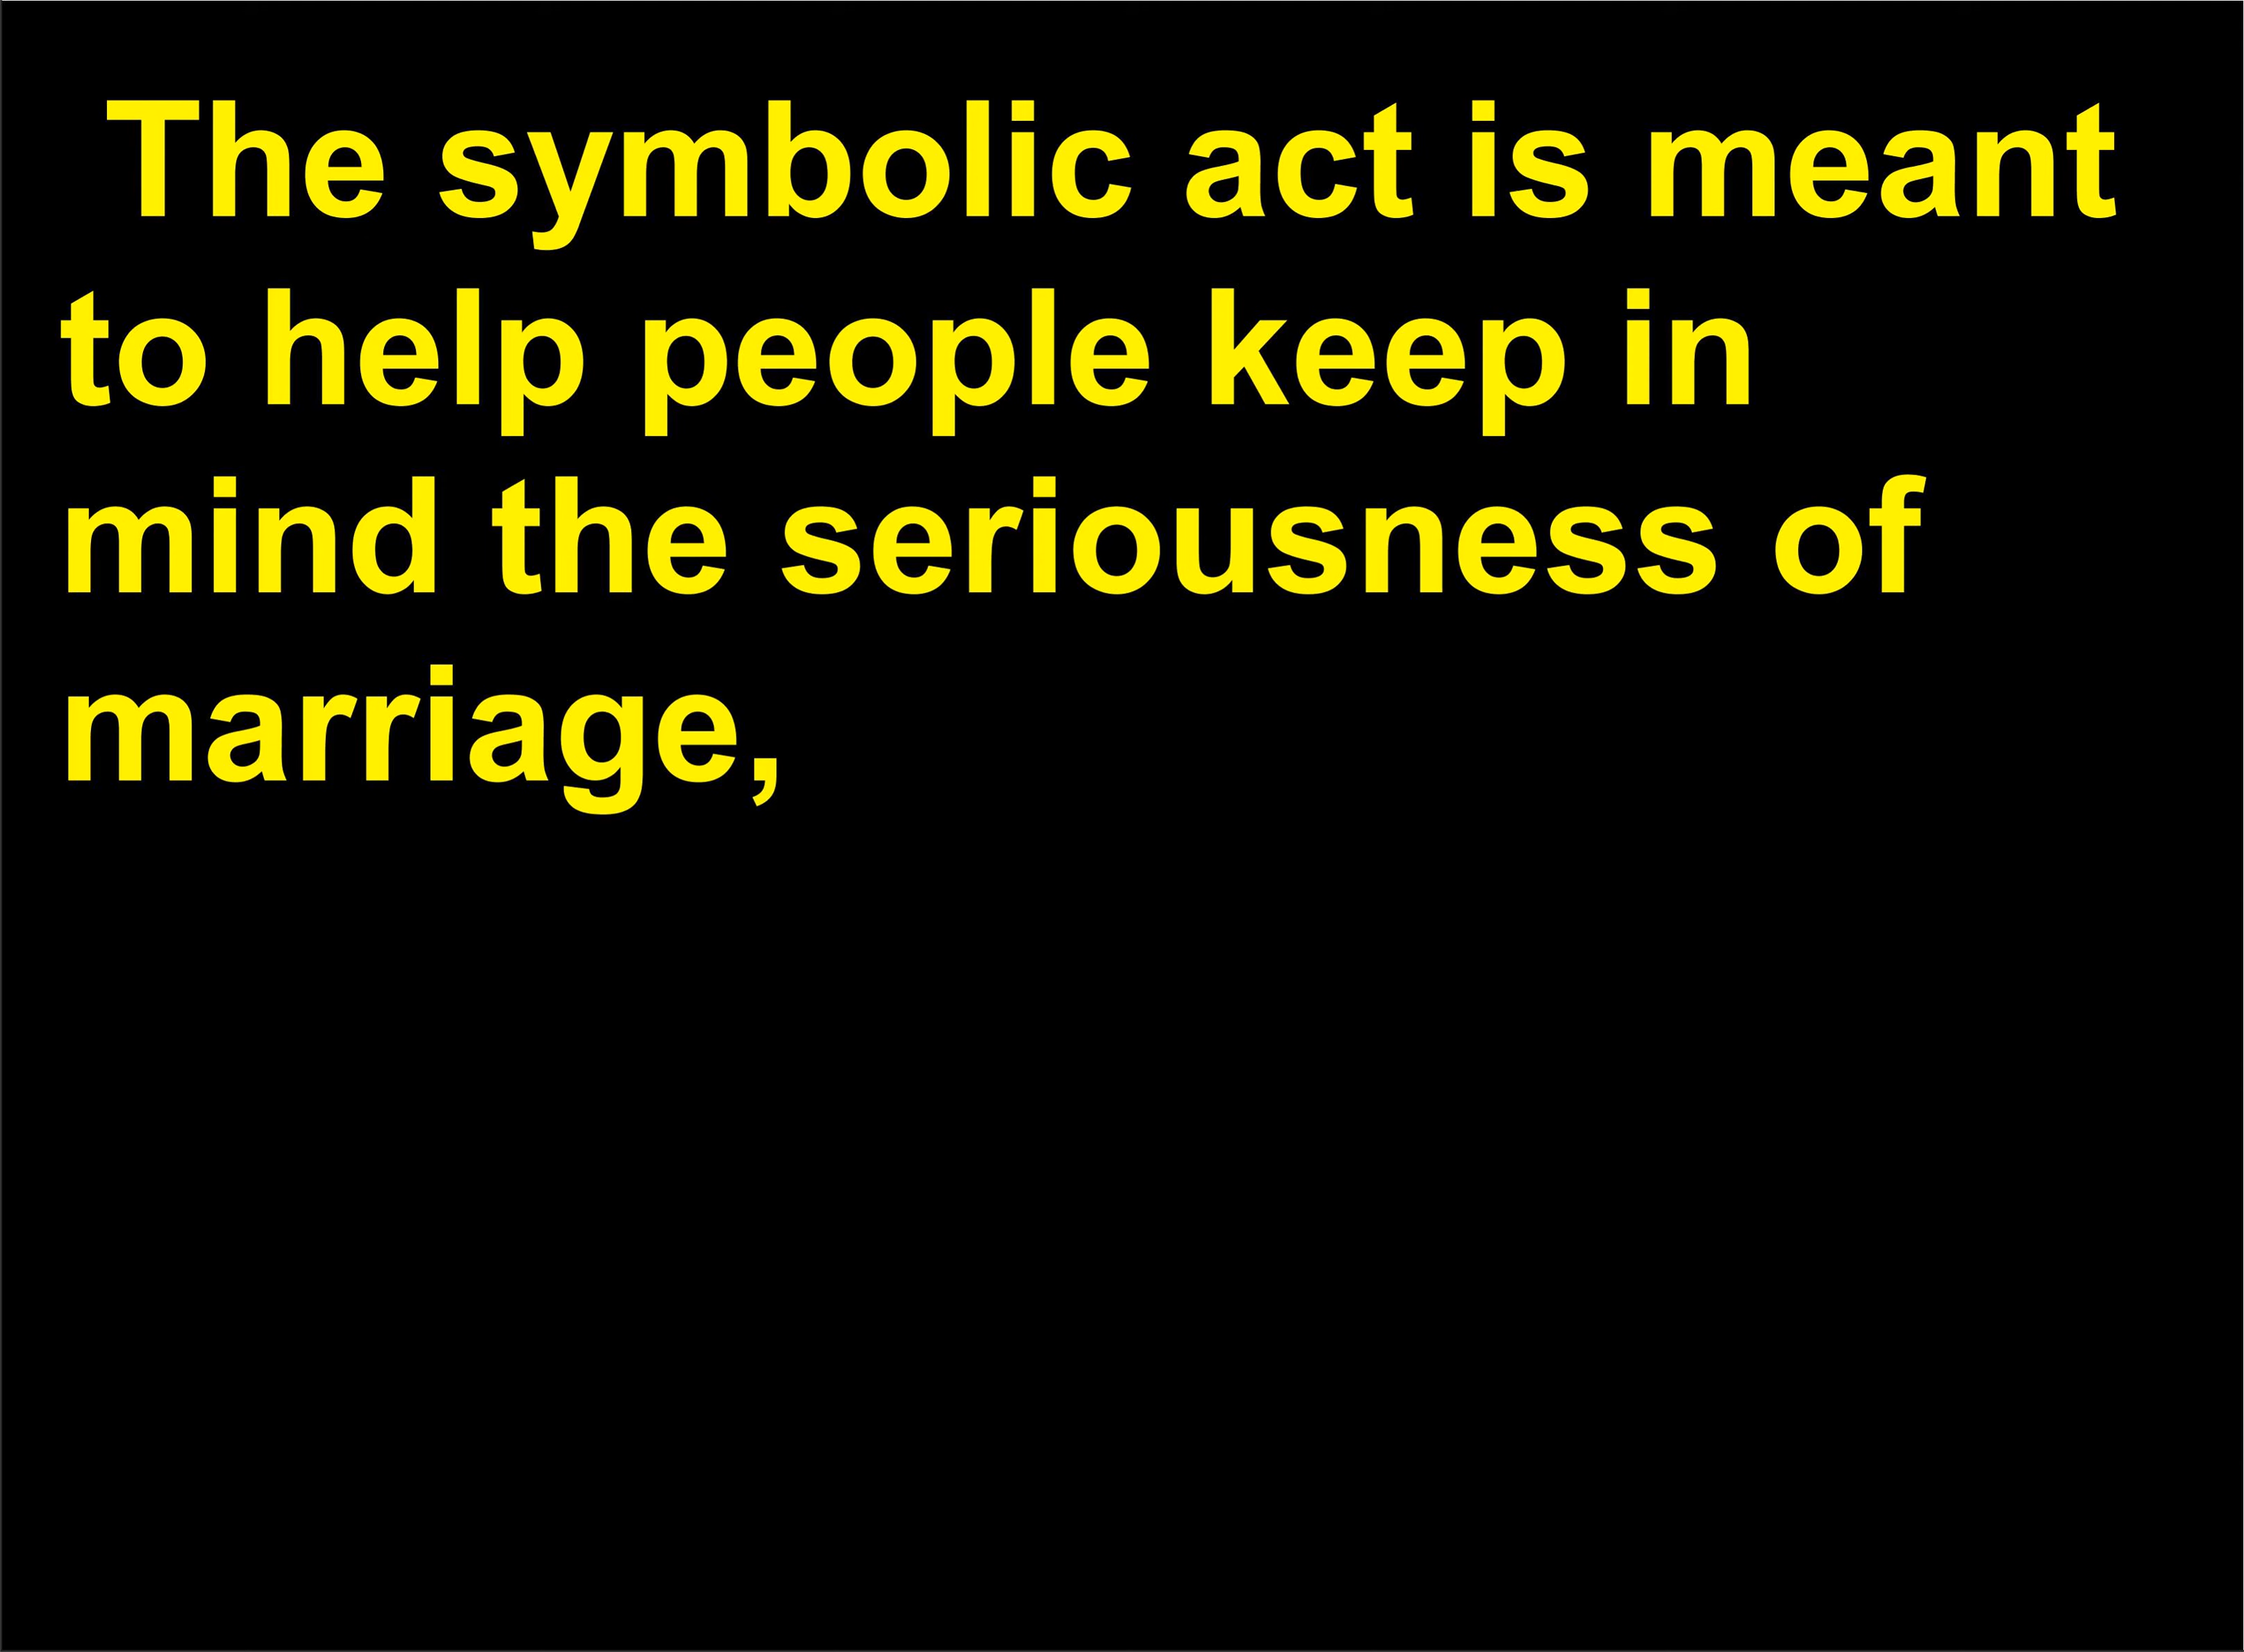 The symbolic act is meant
to help people keep in
mind the seriousness of
marriage,